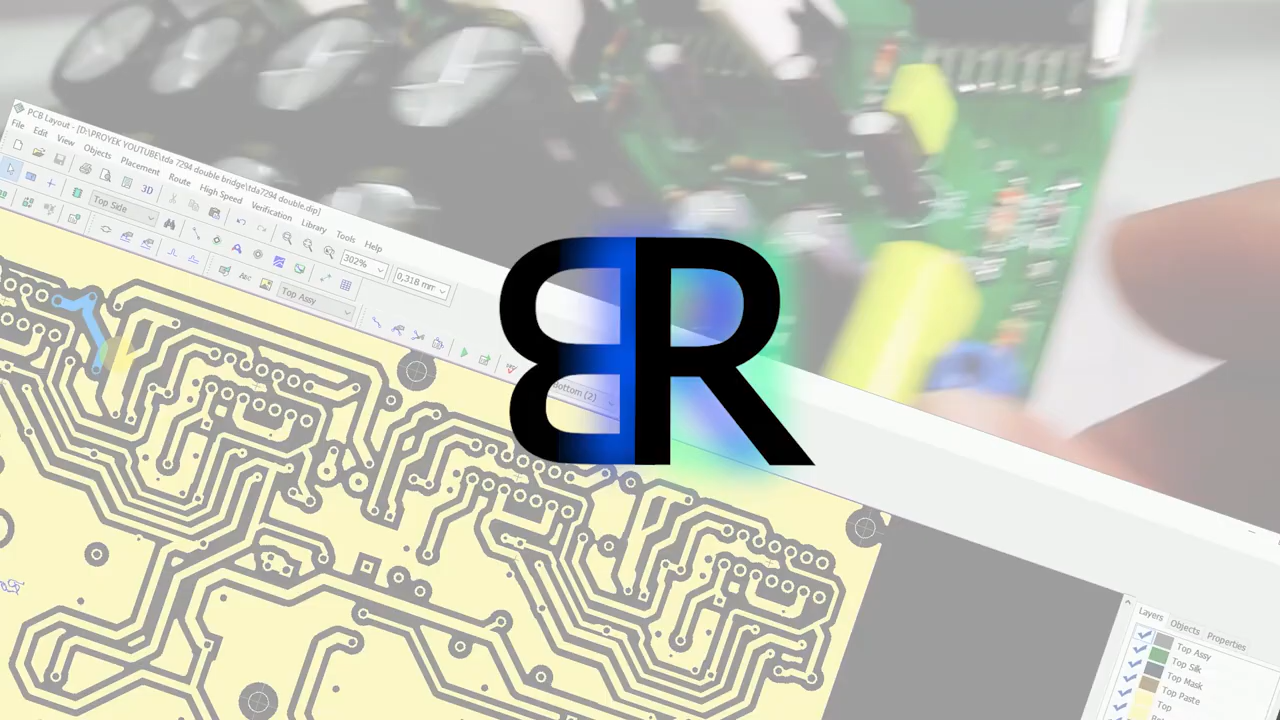 PCB Layout - [D:\PROYEK YOUTUBE\tda 7294 double bridge\tda7294 double.dip]
File Edit View Objects Placement Route High Speed Verification Library Tools Help
3D
Top Side
302%
0,318 mm
Abc
Top Assy
Bottom (2)
BR
Layers Objects Properties
Top Assy
Top Silk
Top Mask
Top Paste
Top